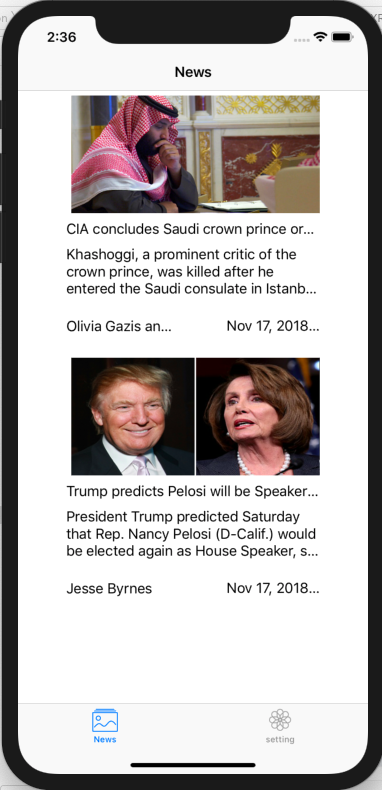 2:36
News
CIA concludes Saudi crown prince or...
Khashoggi, a prominent critic of the
crown prince, was killed after he
entered the Saudi consulate in Istanb...
Olivia Gazis an... Nov 17, 2018...
Trump predicts Pelosi will be Speaker...
President Trump predicted Saturday
that Rep. Nancy Pelosi (D-Calif.) would
be elected again as House Speaker, s...
Jesse Byrnes Nov 17, 2018...
News setting